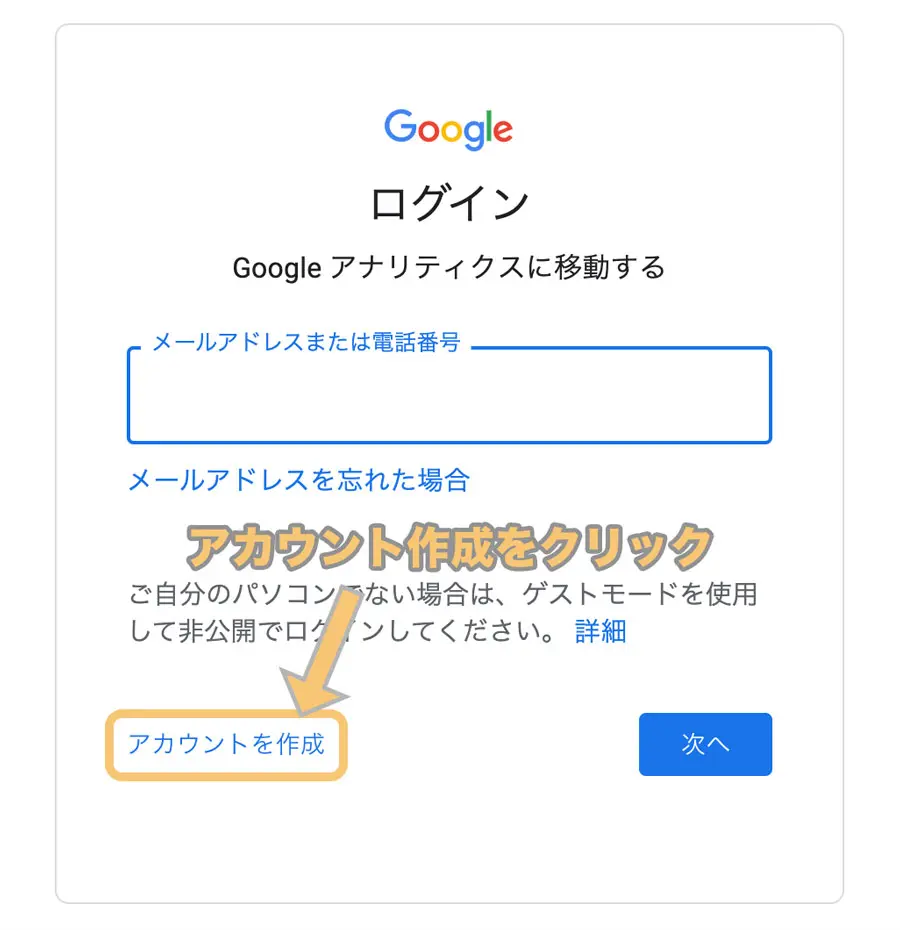 Google
ログイン
Google アナリティクスに移動する
メールアドレスまたは電話番号
メールアドレスを忘れた場合
アカウント作成をクリック
ご自分のパソコンでない場合は、ゲストモードを使用
して非公開でログインしてください。 詳細
アカウントを作成
次へ